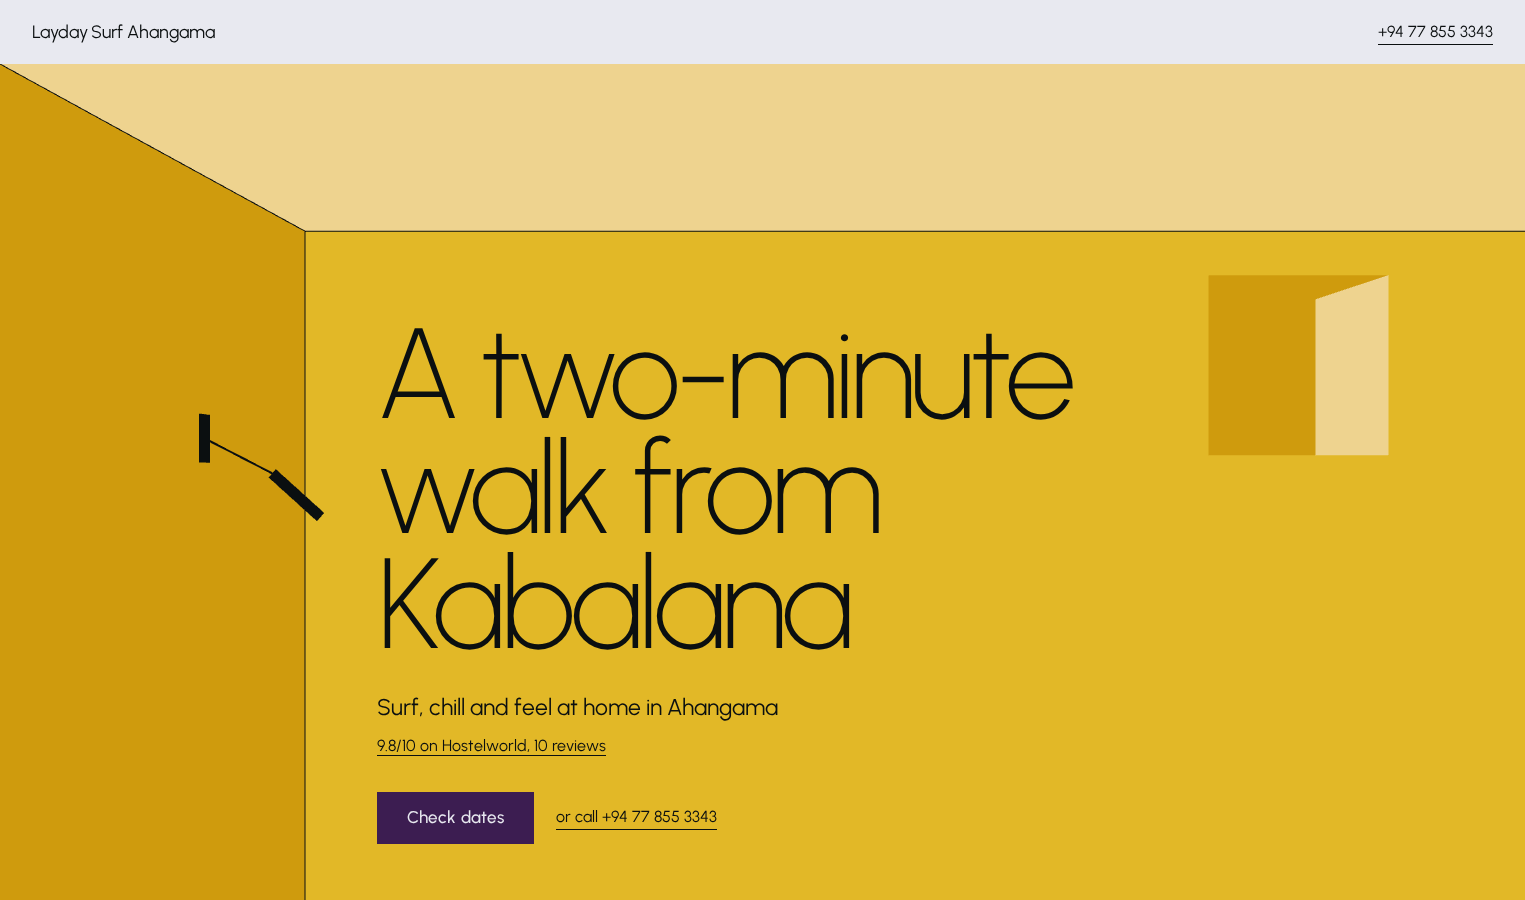 Layday Surf Ahangama
+94 77 855 3343
A two-minute
walk from
Kabalana
Surf, chill and feel at home in Ahangama
9.8/10 on Hostelworld, 10 reviews
Check dates
or call +94 77 855 3343